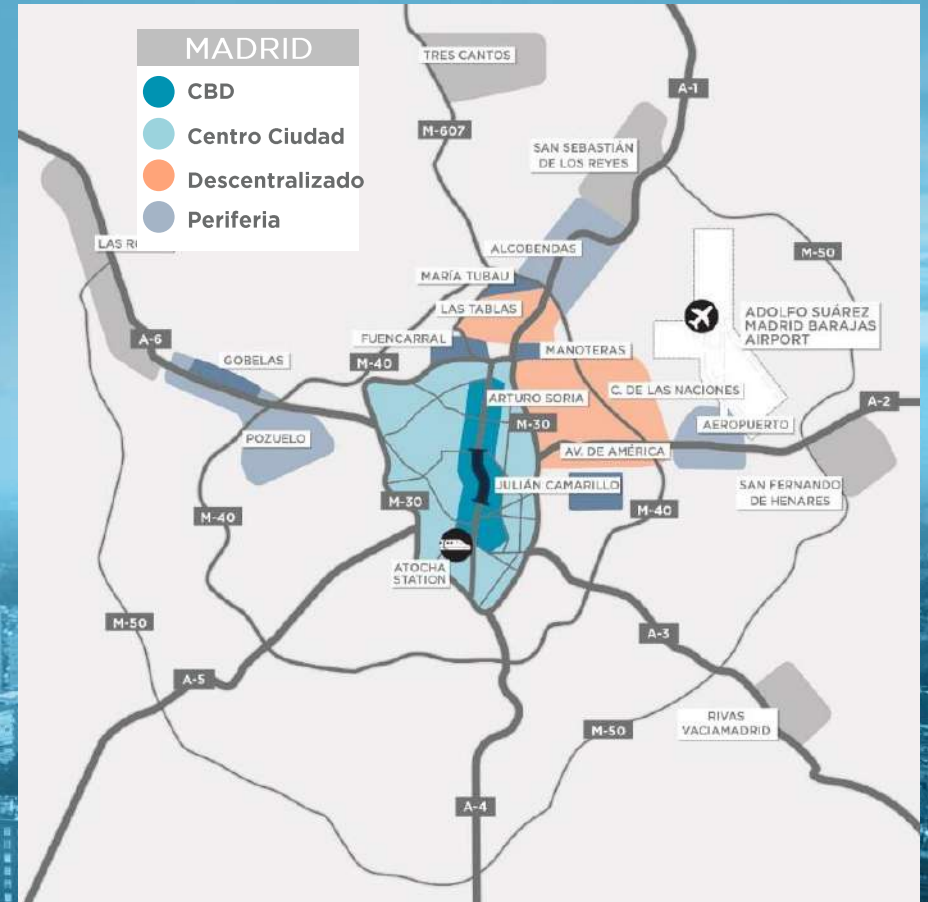 MADRID
CBD
Centro Ciudad
Descentralizado
Periferia
TRES CANTOS
A-1
M-607
SAN SEBASTIÁN
DE LOS REYES
LAS R
ALCOBENDAS
M-50
MARÍA TUBAU
LAS TABLAS
ADOLFO SUÁREZ
MADRID BARAJAS
AIRPORT
FUENCARRAL
A-6
MANOTERAS
GOBELAS
M-40
C. DE LAS NACIONES
ARTURO SORIA
A-2
M-30
AEROPUERTO
POZUELO
AV. DE AMÉRICA
JULIÁN CAMARILLO
SAN FERNANDO
DE HENARES
M-30
M-40
M-40
ATOCHA
STATION
M-50
A-3
A-5
RIVAS
VACIAMADRID
M-50
A-4